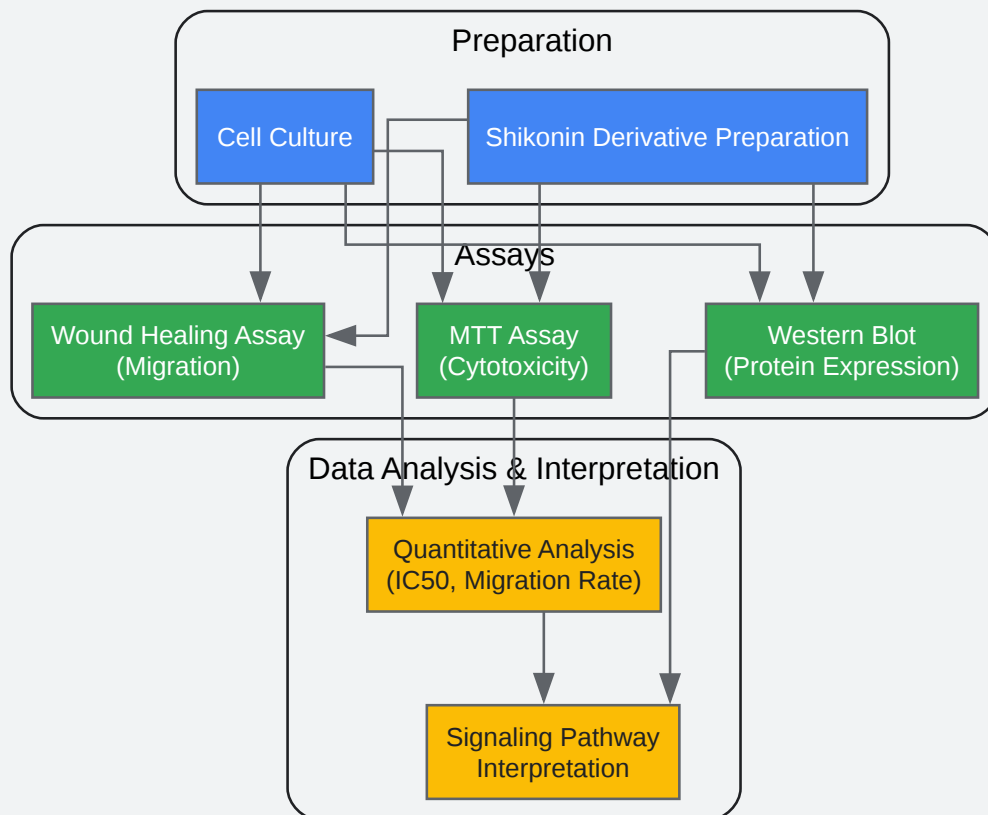 Preparation
Cell Culture
Shikonin Derivative Preparation
Assays
Wound Healing Assay
(Migration)
MTT Assay
(Cytotoxicity)
Western Blot
(Protein Expression)
Data Analysis & Interpretation
Quantitative Analysis
(IC50, Migration Rate)
Signaling Pathway
Interpretation